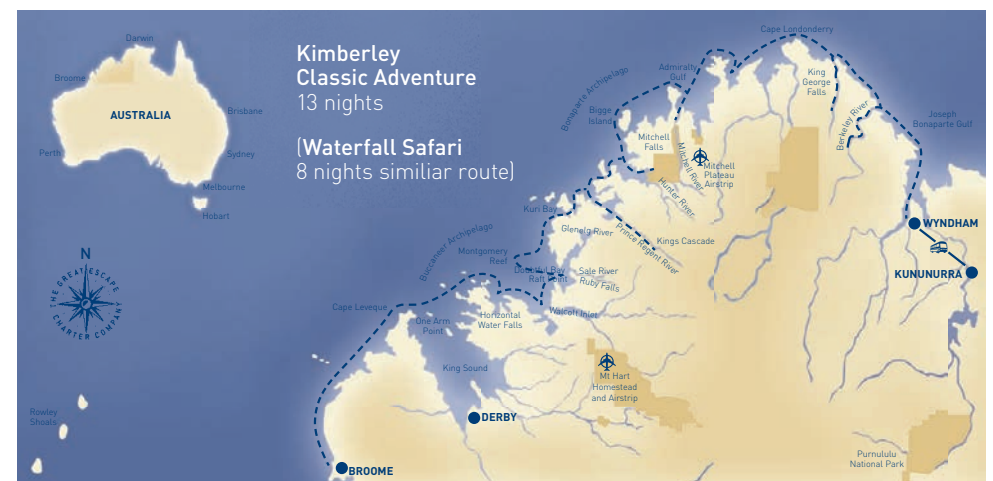 Darwin
Broome
AUSTRALIA
Brisbane
Perth
Sydney
Melbourne
Hobart
Kimberley
Classic Adventure
13 nights
(Waterfall Safari
8 nights similiar route)
Cape Londonderry
Admiralty
Gulf
Bonaparte Archipelago
Bigge
Island
King
George
Falls
Berkeley River
Joseph
Bonaparte Gulf
Mitchell
Falls
Mitchell River
Mitchell
Plateau
Airstrip
Hunter River
Kuri Bay
Prince Regent River
Glenelg River
Kings Cascade
WYNDHAM
KUNUNURRA
Buccaneer Archipelago
Montgomery
Reef
Doubtful Bay
Raft Point
Sale River
Ruby Falls
N
THE GREAT ESCAPE
CHARTER COMPANY
Cape Leveque
One Arm
Point
Horizontal
Water Falls
Walcott Inlet
King Sound
Mt Hart
Homestead
and Airstrip
Rowley
Shoals
DERBY
BROOME
Purnululu
National Park